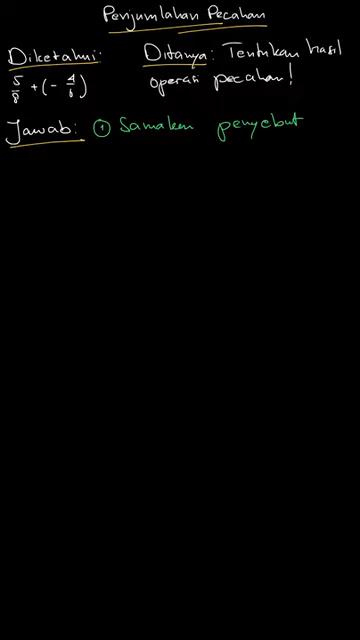 Penjumlahan Pecahan
Diketahui: Ditanya: Tentukan hasil
5/8 + (- 4/6) operasi pecahan!
Jawab: ① Samakan penyebut